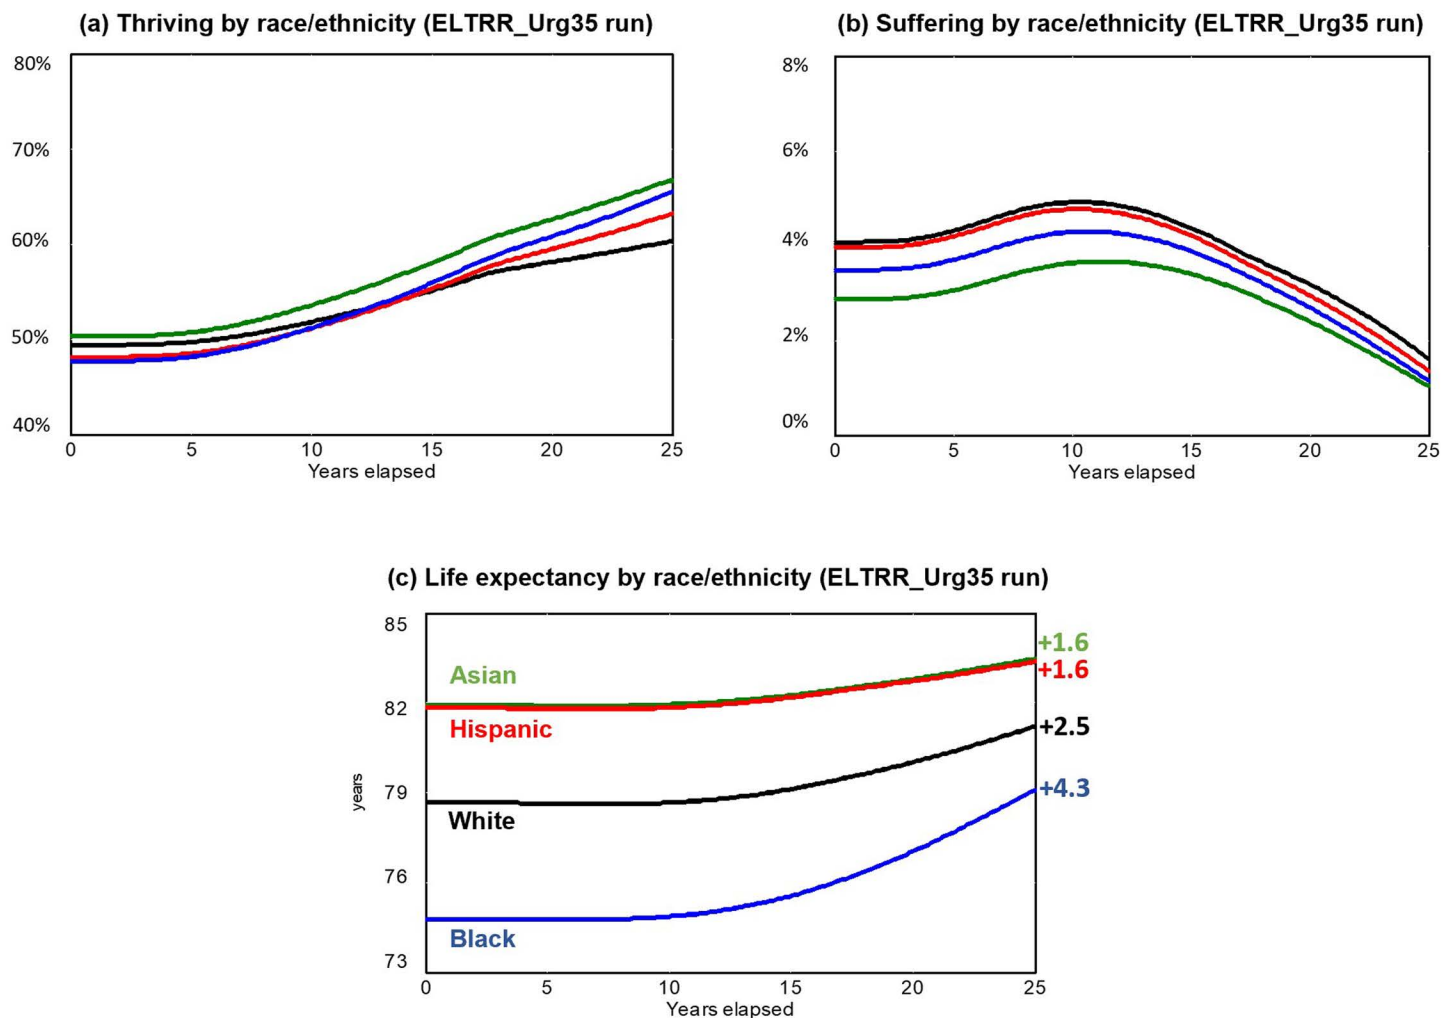 (a) Thriving by race/ethnicity (ELTRR_Urg35 run)
80%
70%
60%
50%
40%
0 5 10 15 20 25
Years elapsed
(b) Suffering by race/ethnicity (ELTRR_Urg35 run)
8%
6%
4%
2%
0%
0 5 10 15 20 25
Years elapsed
(c) Life expectancy by race/ethnicity (ELTRR_Urg35 run)
85
82
79
76
73
years
Asian
Hispanic
White
Black
+1.6
+1.6
+2.5
+4.3
0 5 10 15 20 25
Years elapsed